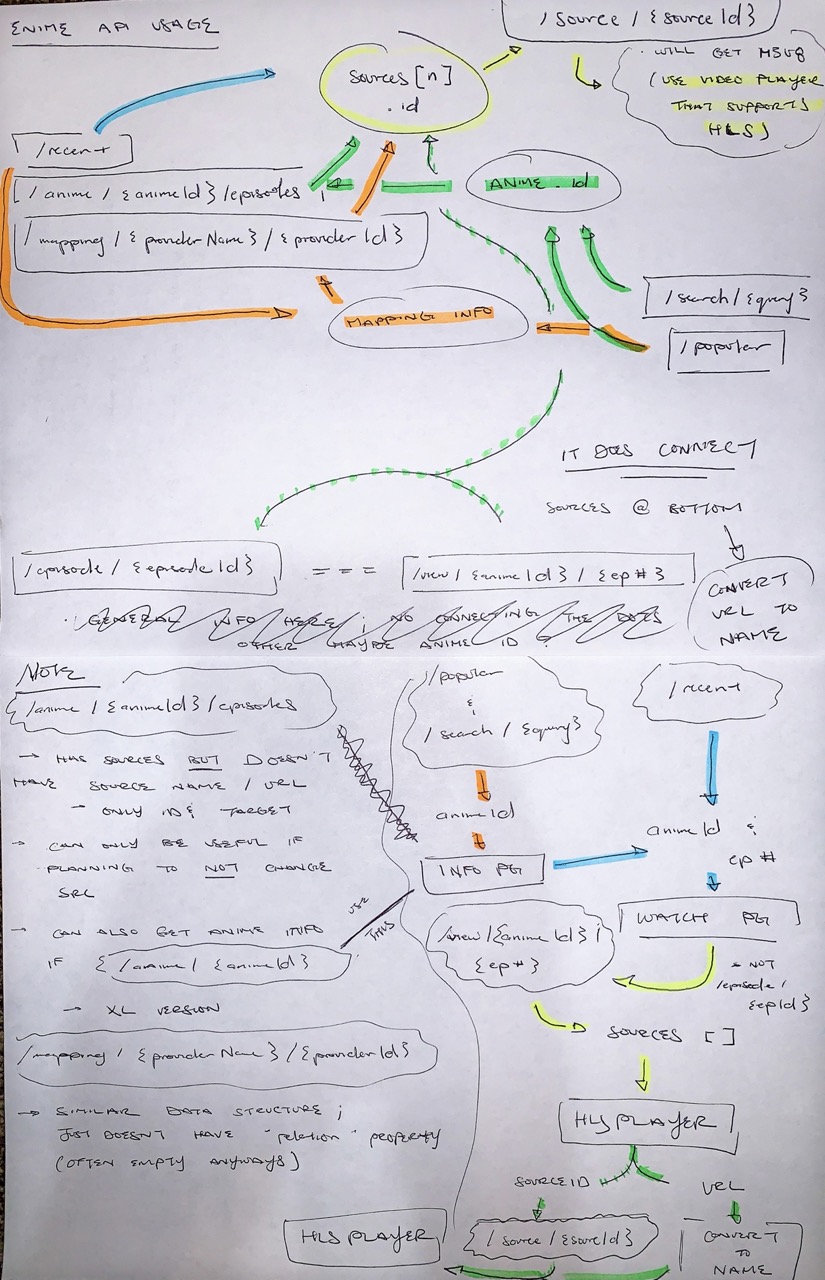 ENIME API USAGE
/source/{sourceId}
Sources[n]
.id
· WILL GET M3U8
(USE VIDEO PLAYER
THAT SUPPORTS
HLS)
/recent
/anime/{animeId}/episodes
ANIME.id
/mapping/{providerName}/{providerId}
/search/{query}
MAPPING INFO
/popular
IT DOES CONNECT
SOURCES @ BOTTOM
/episode/{episodeId}
===
/view/{animeId}/{ep#}
CONVERT
URL TO
NAME
· GENERAL INFO HERE; NO CONNECTING THE DOTS
OTHER MAYBE ANIME ID ?
NOTE
/anime/{animeId}/episodes
→ HAS SOURCES BUT DOESN'T
HAVE SOURCE NAME/URL
→ ONLY ID & TARGET
→ CAN ONLY BE USEFUL IF
PLANNING TO NOT CHANGE
SRC
→ CAN ALSO GET ANIME INFO
IF {/anime/{animeId}
→ XL VERSION
USE
THIS
/mapping/{providerName}/{providerId}
→ SIMILAR DATA STRUCTURE;
JUST DOESN'T HAVE "relation" PROPERTY
(OFTEN EMPTY ANYWAYS)
/popular
&
/search/{query}
animeId
INFO PG
/recent
animeId &
ep #
WATCH PG
/view/{animeId}/
{ep#}
* NOT
/episode/
{epId}
SOURCES []
HLS PLAYER
SOURCE ID
URL
/source/{sourceId}
CONVERT
TO
NAME
HLS PLAYER